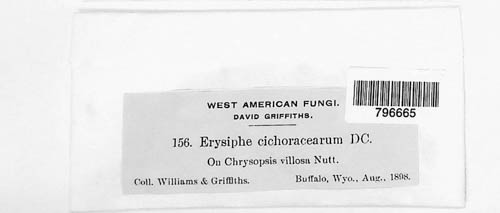 WEST AMERICAN FUNGI.
DAVID GRIFFITHS.
796665
156. Erysiphe cichoracearum DC.
On Chrysopsis villosa Nutt.
Coll. Williams & Griffiths. Buffalo, Wyo., Aug., 1898.